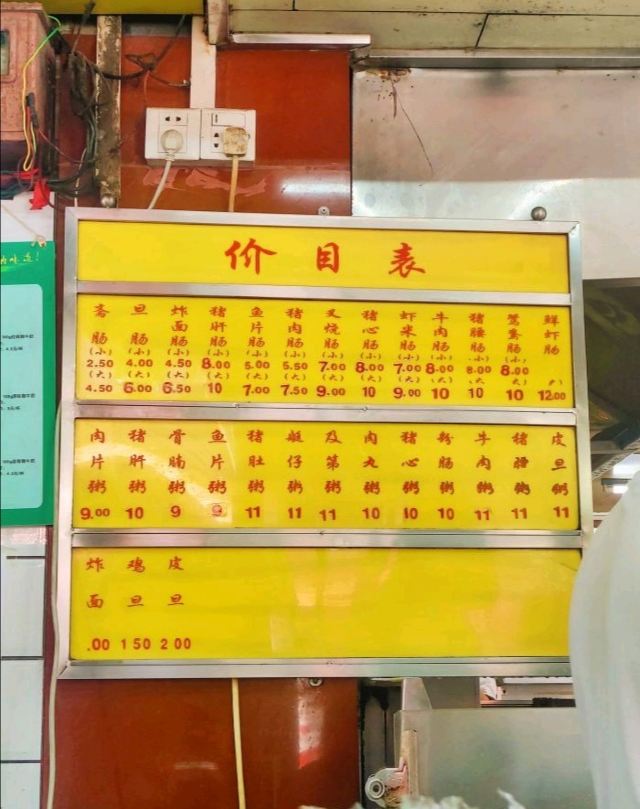 价目表
斋肠 (小) 2.50 (大) 4.50
旦肠 (小) 4.00 (大) 6.00
炸面肠 (小) 4.50 (大) 6.50
猪肝肠 (小) 8.00 (大) 10
鱼片肠 (小) 5.00 (大) 7.00
猪肉肠 (小) 5.50 (大) 7.50
叉烧肠 (小) 7.00 (大) 9.00
猪心肠 (小) 8.00 (大) 10
虾米肠 (小) 7.00 (大) 9.00
牛肉肠 (小) 8.00 (大) 10
猪腰肠 (小) 8.00 (大) 10
鸳鸯肠 (小) 8.00 (大) 10
鲜虾肠 12.00
肉片粥 9.00
猪肝粥 10
骨腩粥 9
鱼片粥
猪肚粥 11
艇仔粥 11
及第粥 11
肉丸粥 10
猪心粥 10
粉肠粥 10
牛肉粥 11
猪腰粥 11
皮旦粥 11
炸面 .00
鸡旦 1 50
皮旦 2 00